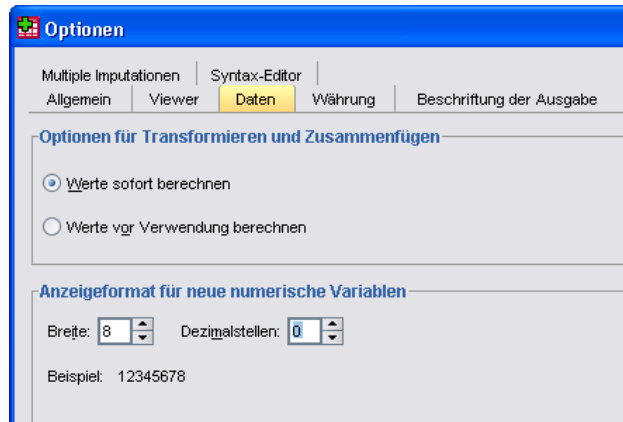 Optionen
Multiple Imputationen Syntax-Editor
Allgemein Viewer Daten Währung Beschriftung der Ausgabe
Optionen für Transformieren und Zusammenfügen
Werte sofort berechnen
Werte vor Verwendung berechnen
Anzeigeformat für neue numerische Variablen
Breite: 8 Dezimalstellen: 0
Beispiel: 12345678